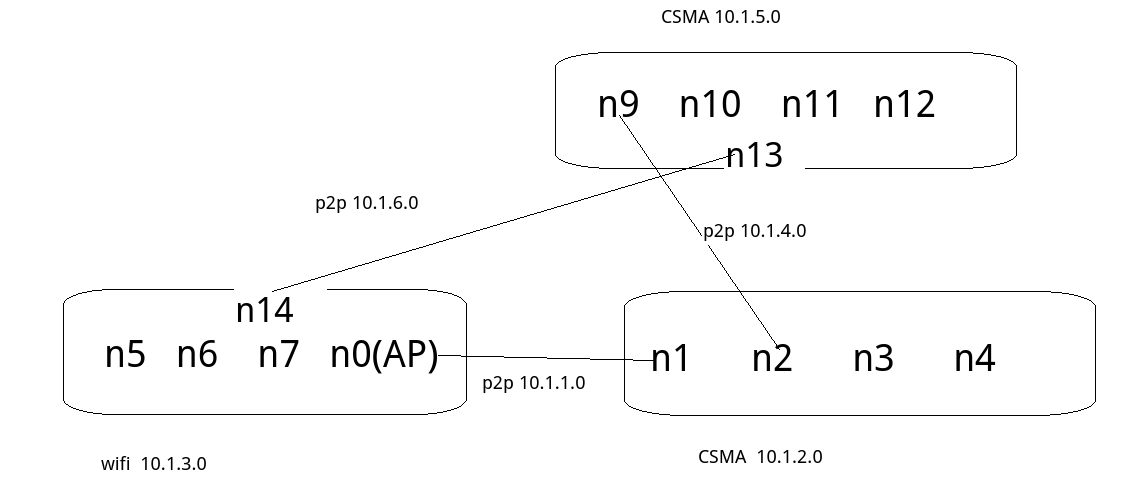 CSMA 10.1.5.0
n9 n10 n11 n12
n13
p2p 10.1.6.0
p2p 10.1.4.0
n14
n5 n6 n7 n0(AP)
n1 n2 n3 n4
p2p 10.1.1.0
wifi 10.1.3.0
CSMA 10.1.2.0